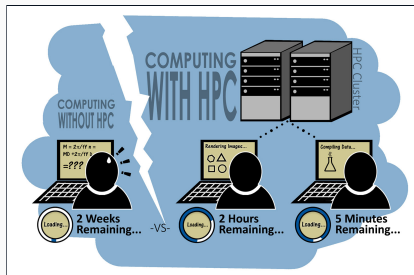 COMPUTING
WITH HPC
HPC Cluster
COMPUTING
WITHOUT HPC
=???
Rendering Images...
Compiling Data...
Loading...
2 Weeks
Remaining...
-VS-
Loading...
2 Hours
Remaining...
Loading...
5 Minutes
Remaining...